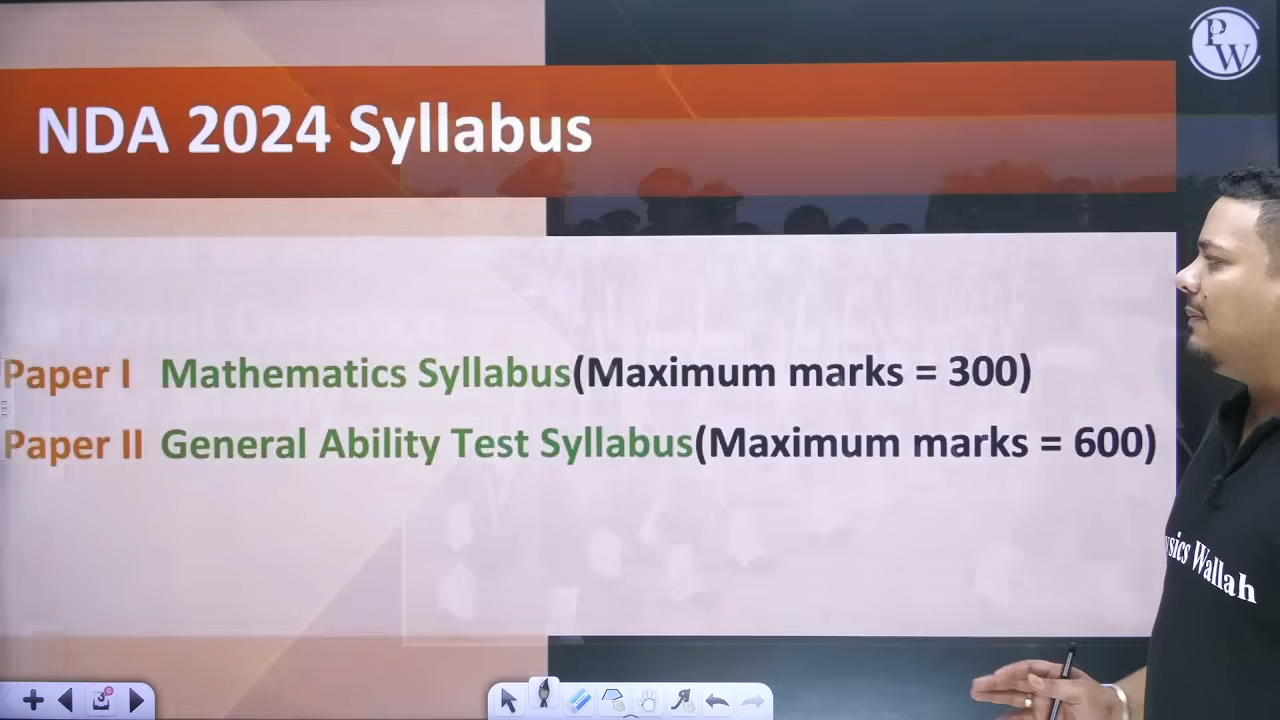 PW
NDA 2024 Syllabus
Paper I Mathematics Syllabus(Maximum marks = 300)
Paper II General Ability Test Syllabus(Maximum marks = 600)
sics Wallah